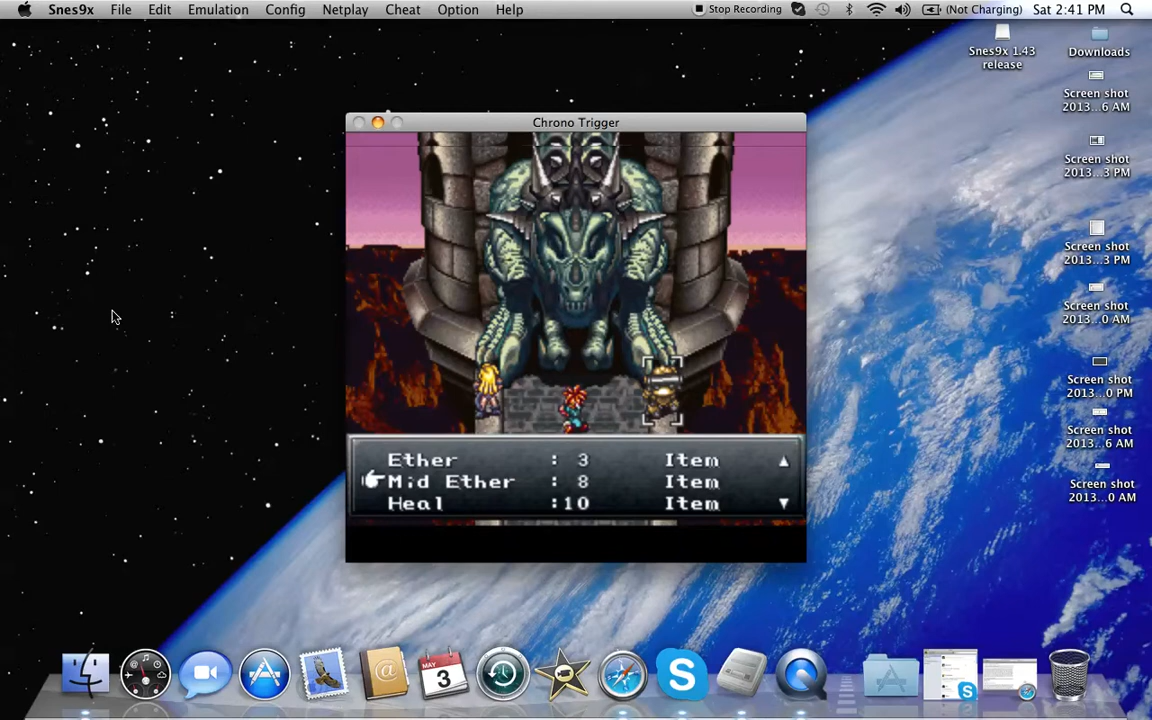 Snes9x File Edit Emulation Config Netplay Cheat Option Help Stop Recording (Not Charging) Sat 2:41 PM
Snes9x 1.43
release
Downloads
Screen shot
2013...6 AM
Screen shot
2013...3 PM
Screen shot
2013...3 PM
Screen shot
2013...0 AM
Screen shot
2013...0 PM
Screen shot
2013...6 AM
Screen shot
2013...0 AM
Chrono Trigger
Ether : 3 Item
Mid Ether : 8 Item
Heal :10 Item
MAY
3